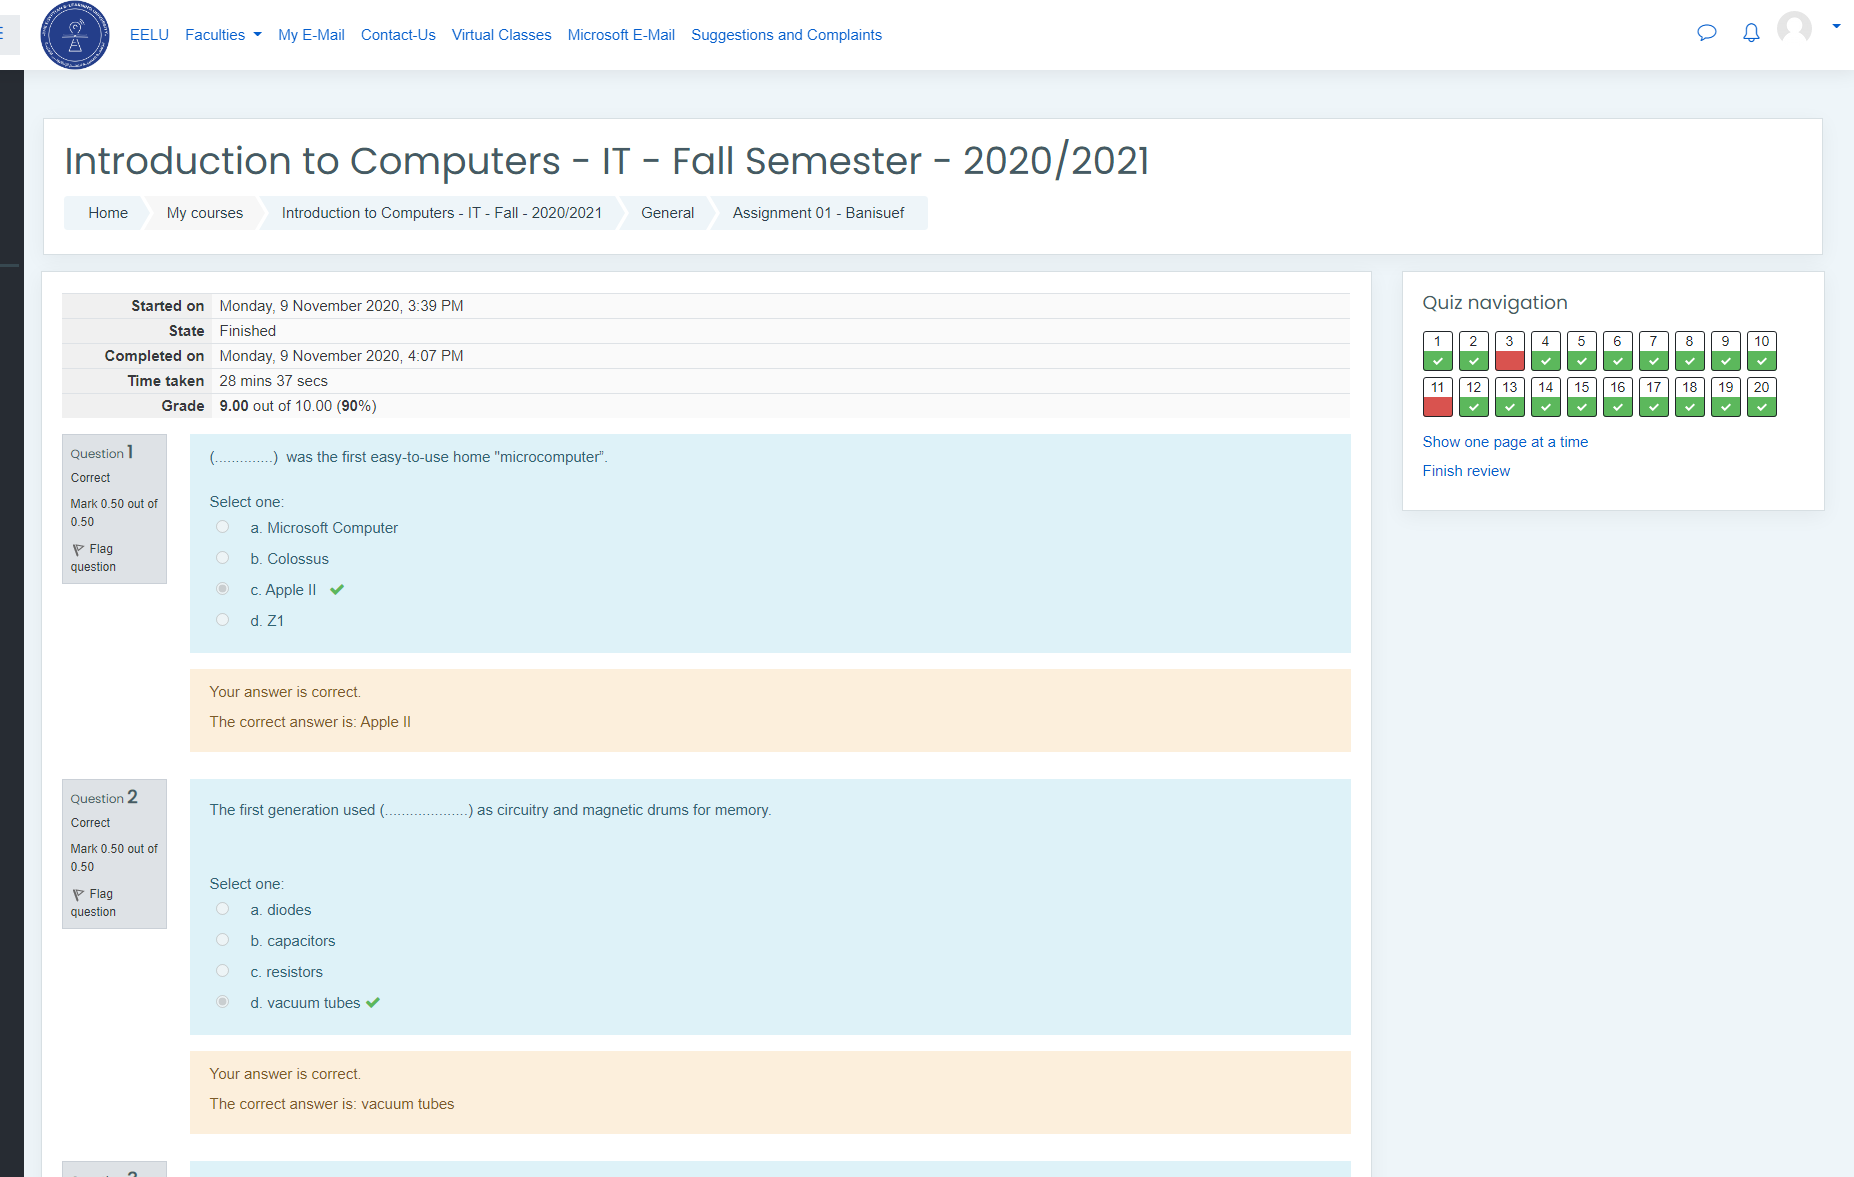 EELU Faculties My E-Mail Contact-Us Virtual Classes Microsoft E-Mail Suggestions and Complaints
Introduction to Computers - IT - Fall Semester - 2020/2021
Home My courses Introduction to Computers - IT - Fall - 2020/2021 General Assignment 01 - Banisuef
Started on Monday, 9 November 2020, 3:39 PM
State Finished
Completed on Monday, 9 November 2020, 4:07 PM
Time taken 28 mins 37 secs
Grade 9.00 out of 10.00 (90%)
Question 1
Correct
Mark 0.50 out of
0.50
Flag
question
(..............) was the first easy-to-use home "microcomputer”.
Select one:
a. Microsoft Computer
b. Colossus
c. Apple II
d. Z1
Your answer is correct.
The correct answer is: Apple II
Question 2
Correct
Mark 0.50 out of
0.50
Flag
question
The first generation used (....................) as circuitry and magnetic drums for memory.
Select one:
a. diodes
b. capacitors
c. resistors
d. vacuum tubes
Your answer is correct.
The correct answer is: vacuum tubes
Quiz navigation
1 2 3 4 5 6 7 8 9 10
11 12 13 14 15 16 17 18 19 20
Show one page at a time
Finish review